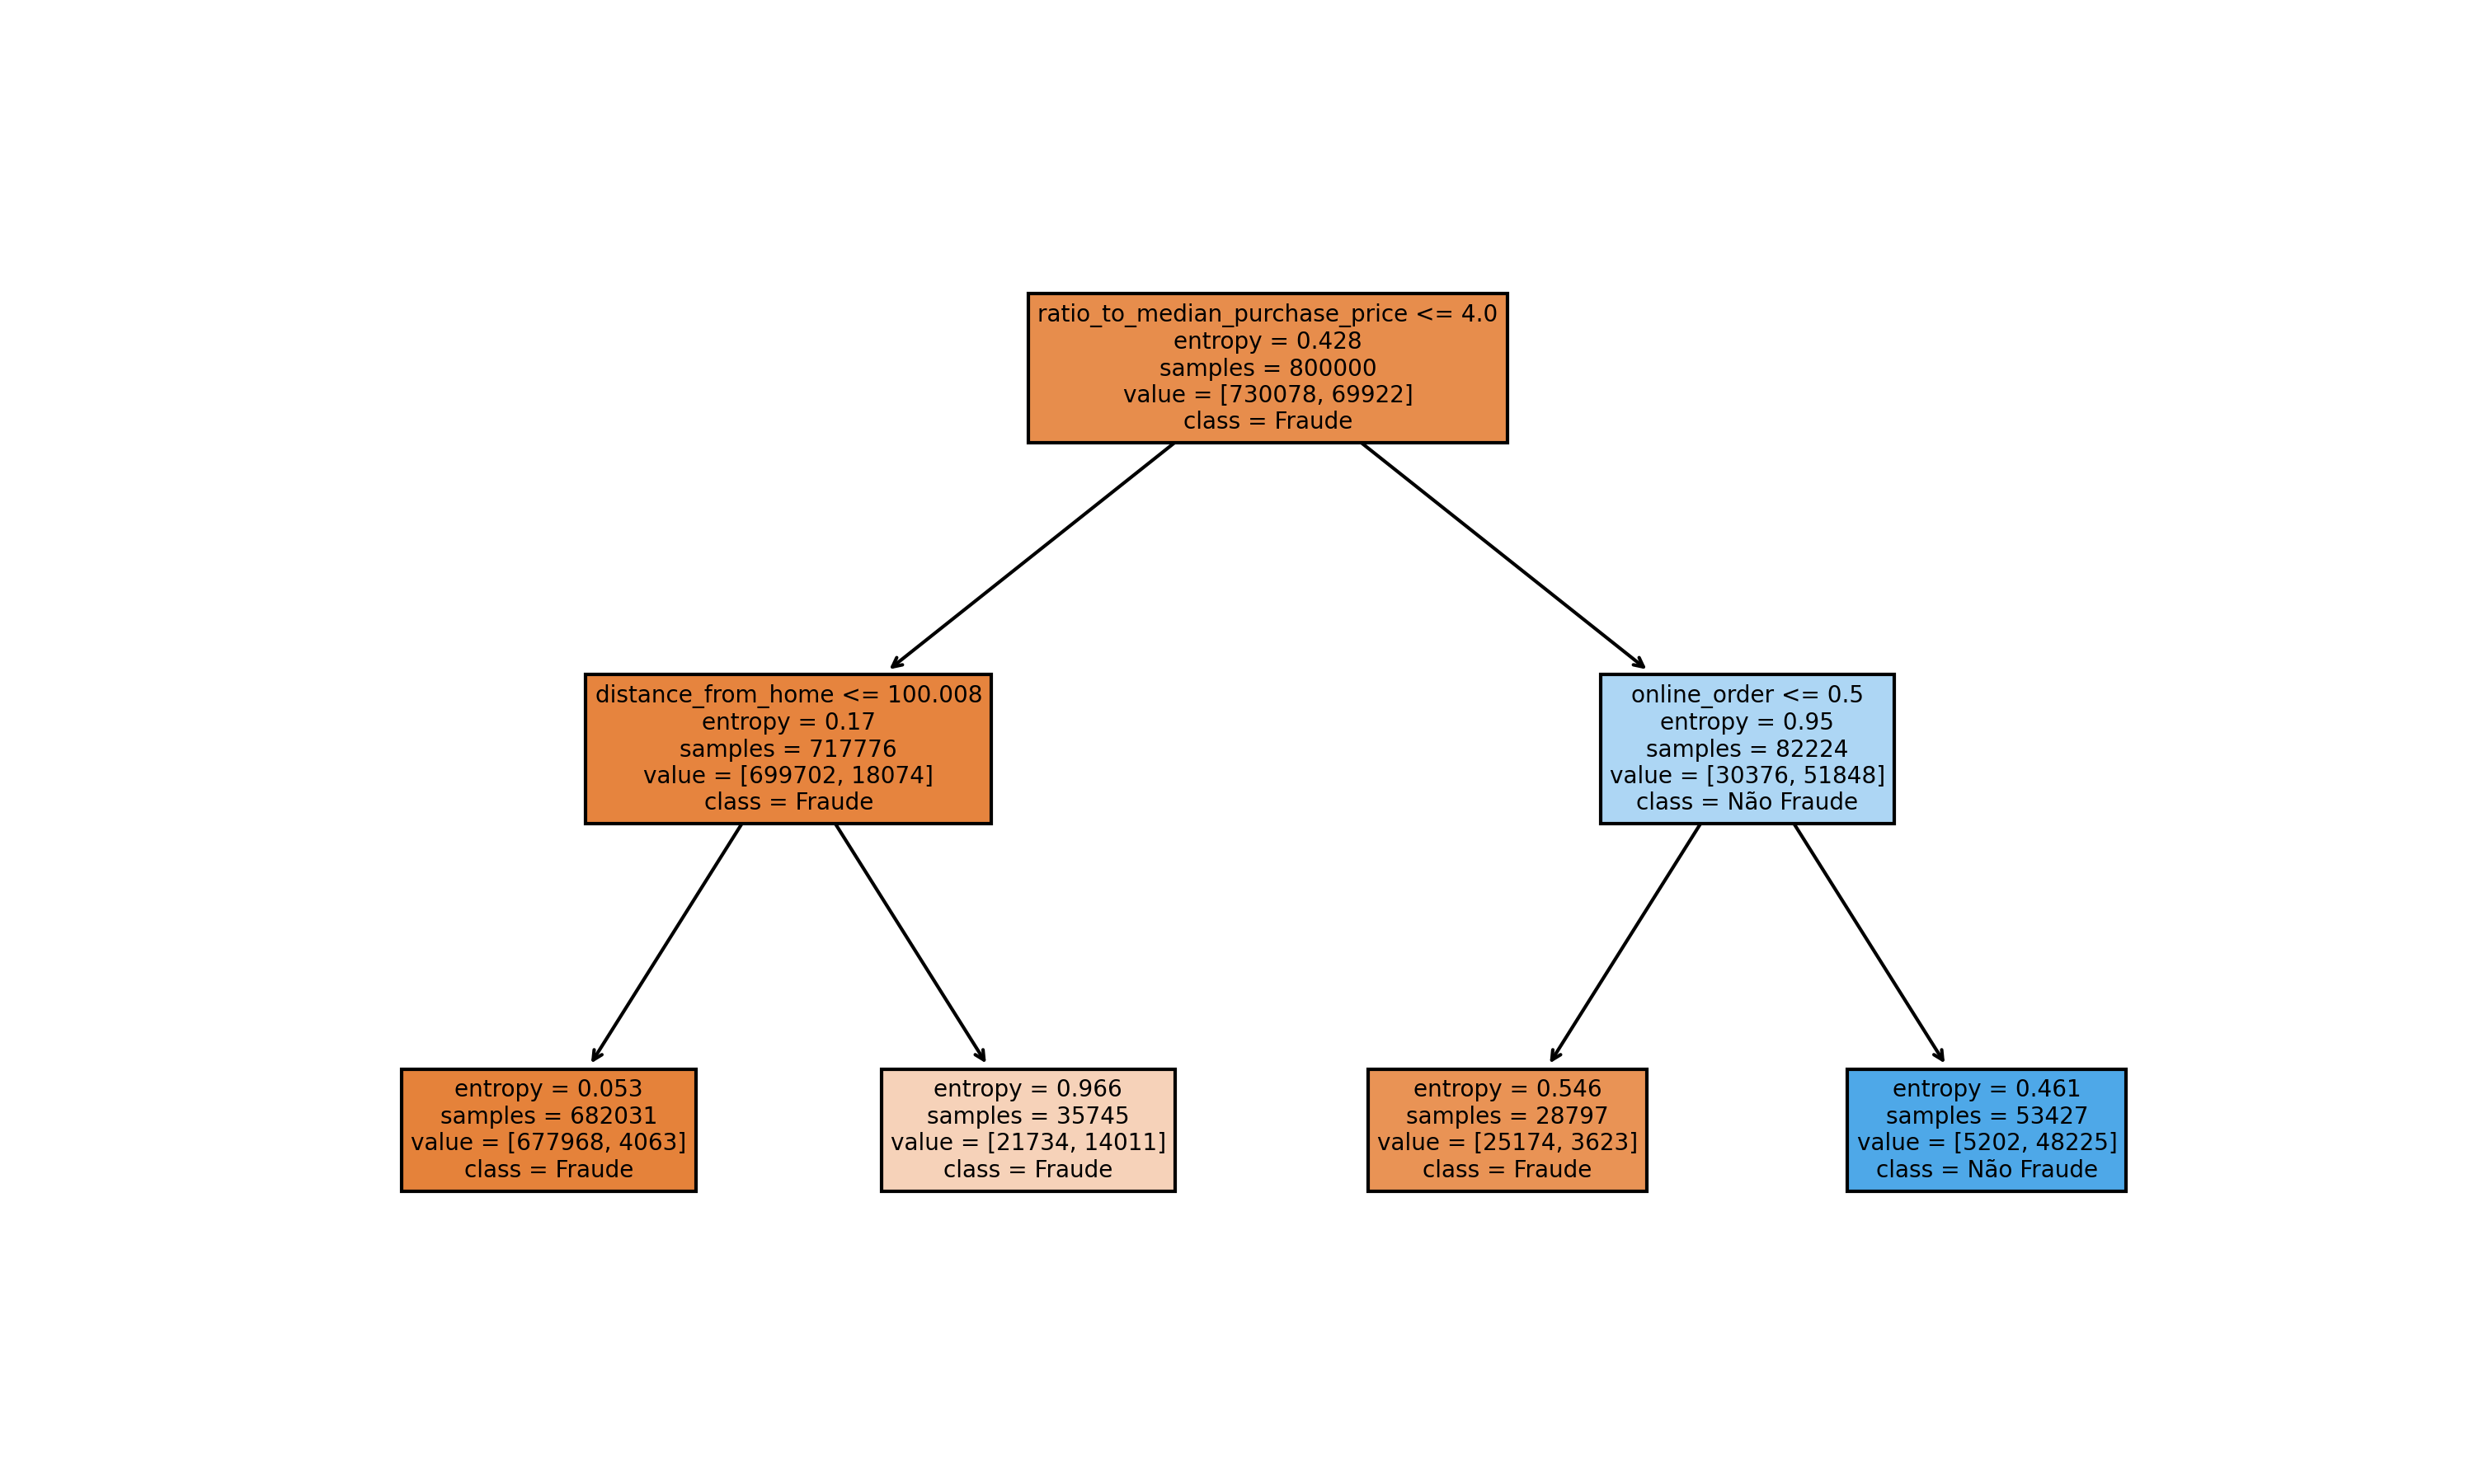 ratio_to_median_purchase_price <= 4.0
entropy = 0.428
samples = 800000
value = [730078, 69922]
class = Fraude
distance_from_home <= 100.008
entropy = 0.17
samples = 717776
value = [699702, 18074]
class = Fraude
online_order <= 0.5
entropy = 0.95
samples = 82224
value = [30376, 51848]
class = Não Fraude
entropy = 0.053
samples = 682031
value = [677968, 4063]
class = Fraude
entropy = 0.966
samples = 35745
value = [21734, 14011]
class = Fraude
entropy = 0.546
samples = 28797
value = [25174, 3623]
class = Fraude
entropy = 0.461
samples = 53427
value = [5202, 48225]
class = Não Fraude